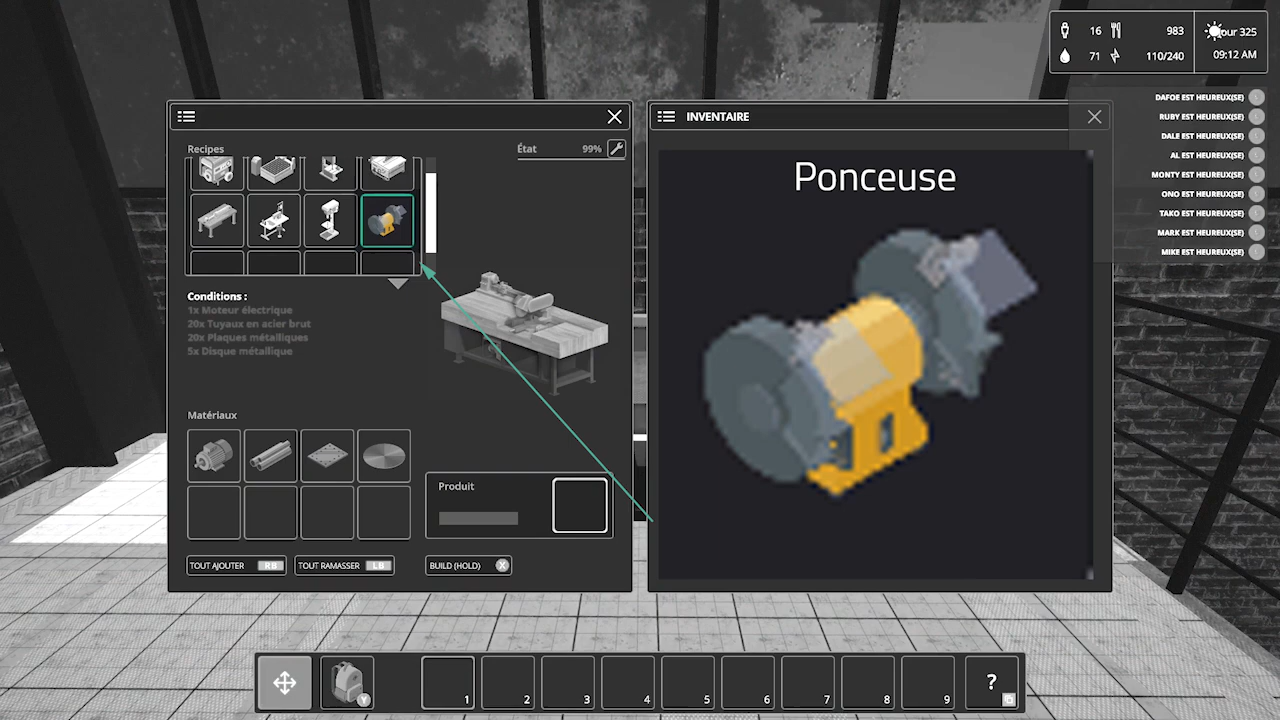 16 983
our 325
71 110/240
09:12 AM
DAFOE EST HEUREUX(SE)
RUBY EST HEUREUX(SE)
DALE EST HEUREUX(SE)
AL EST HEUREUX(SE)
MONTY EST HEUREUX(SE)
ONO EST HEUREUX(SE)
TAKO EST HEUREUX(SE)
MARK EST HEUREUX(SE)
MIKE EST HEUREUX(SE)
Recipes
État 99%
Conditions :
1x Moteur électrique
20x Tuyaux en acier brut
20x Plaques métalliques
5x Disque métallique
Matériaux
Produit
TOUT AJOUTER RB
TOUT RAMASSER LB
BUILD (HOLD) X
INVENTAIRE
Ponceuse
Y
1 2 3 4 5 6 7 8 9 ?